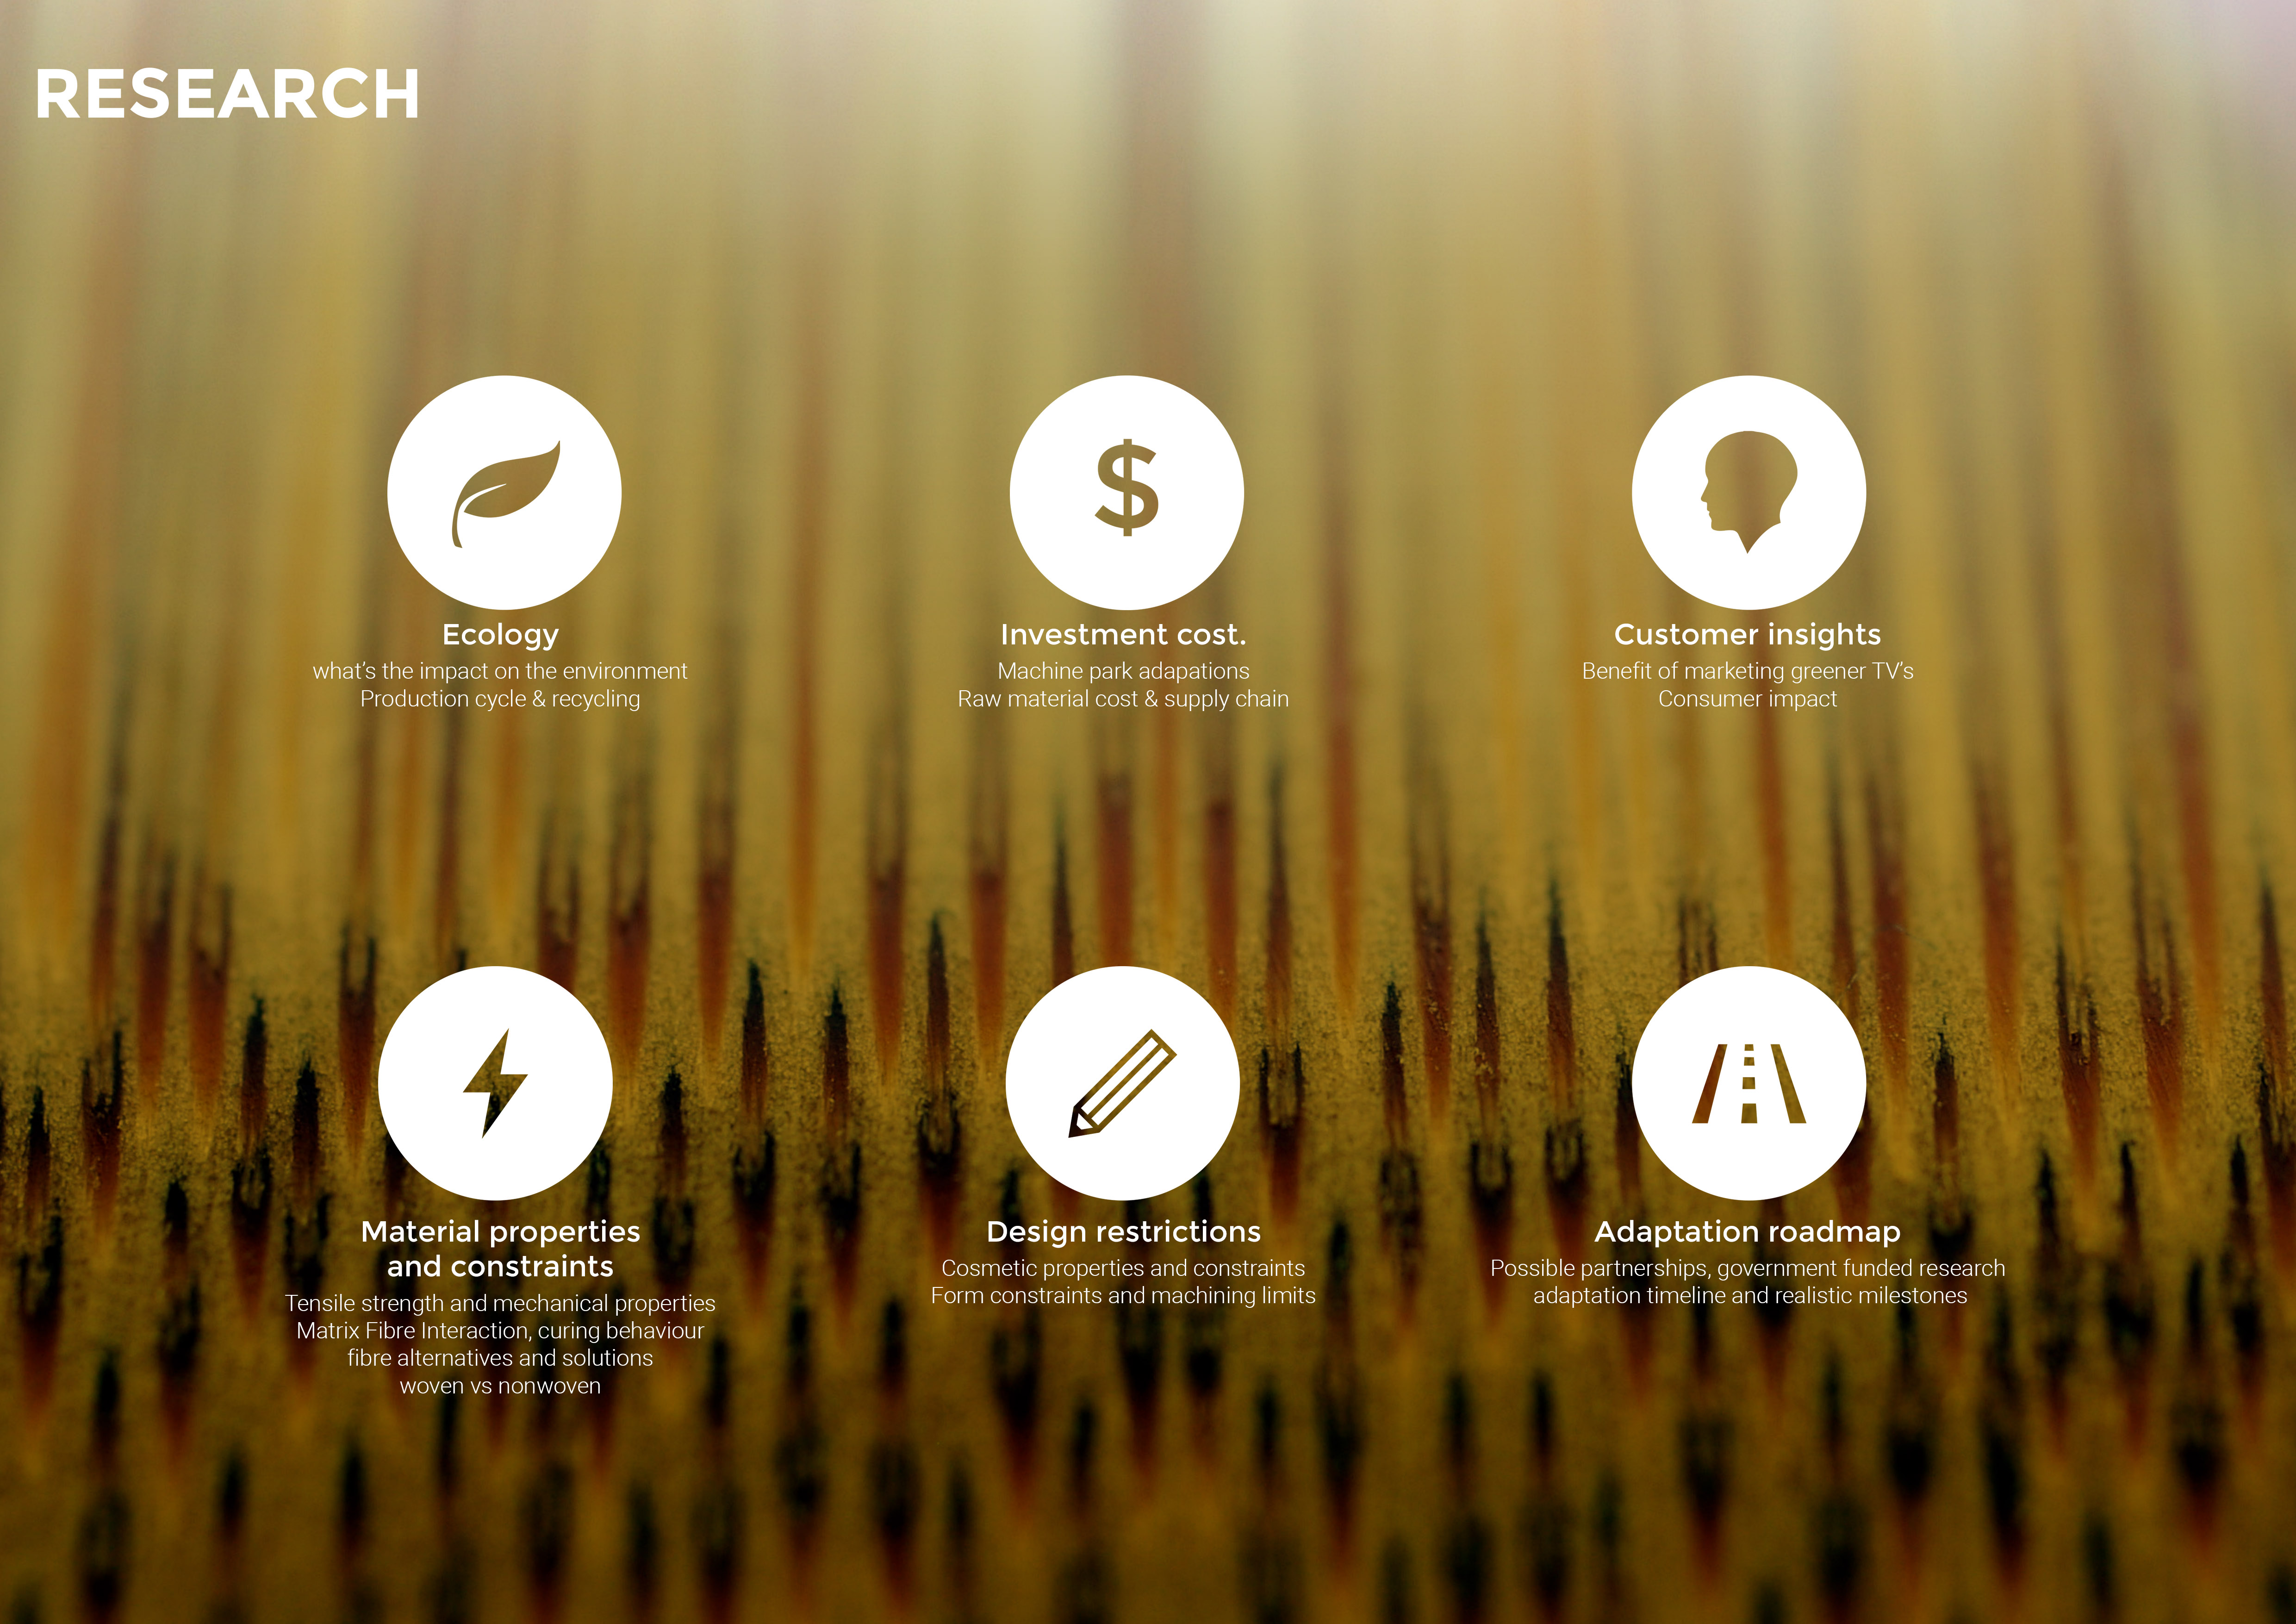 RESEARCH
Ecology
what's the impact on the environment
Production cycle & recycling
Investment cost.
Machine park adapations
Raw material cost & supply chain
Customer insights
Benefit of marketing greener TV's
Consumer impact
Material properties
and constraints
Tensile strength and mechanical properties
Matrix Fibre Interaction, curing behaviour
fibre alternatives and solutions
woven vs nonwoven
Design restrictions
Cosmetic properties and constraints
Form constraints and machining limits
Adaptation roadmap
Possible partnerships, government funded research
adaptation timeline and realistic milestones